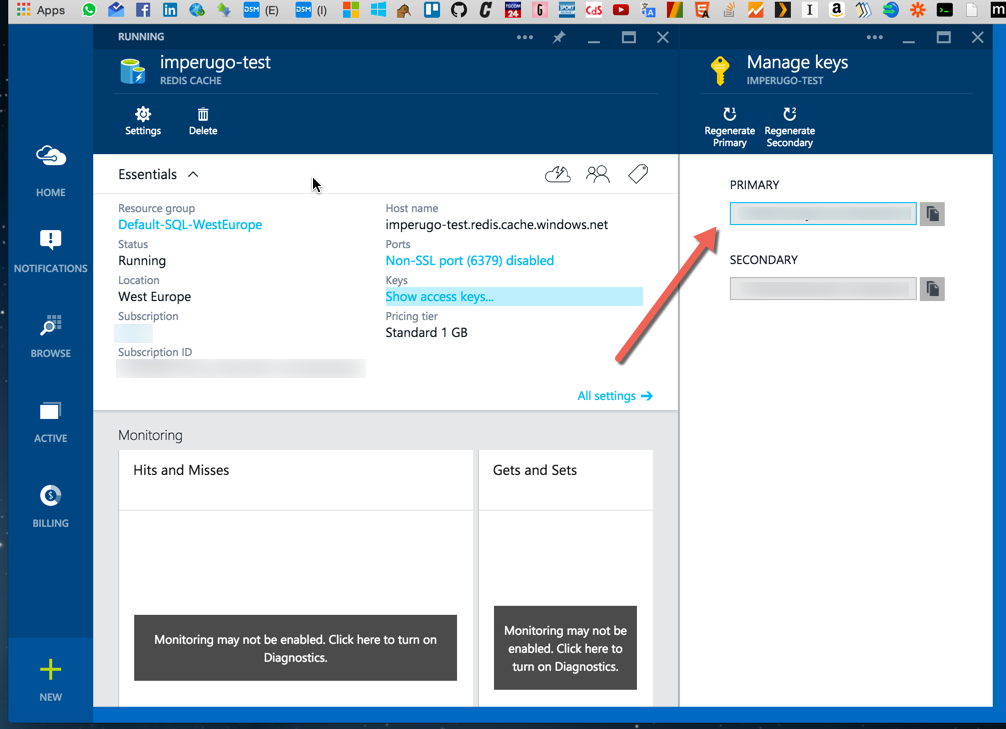 Apps
DSM (E)
DSM (I)
RUNNING
imperugo-test
REDIS CACHE
Settings
Delete
Manage keys
IMPERUGO-TEST
Regenerate
Primary
Regenerate
Secondary
HOME
NOTIFICATIONS
BROWSE
ACTIVE
BILLING
NEW
Essentials
Resource group
Default-SQL-WestEurope
Status
Running
Location
West Europe
Subscription
Subscription ID
Host name
imperugo-test.redis.cache.windows.net
Ports
Non-SSL port (6379) disabled
Keys
Show access keys...
Pricing tier
Standard 1 GB
All settings
PRIMARY
SECONDARY
Monitoring
Hits and Misses
Monitoring may not be enabled. Click here to turn on
Diagnostics.
Gets and Sets
Monitoring may not be
enabled. Click here to
turn on Diagnostics.